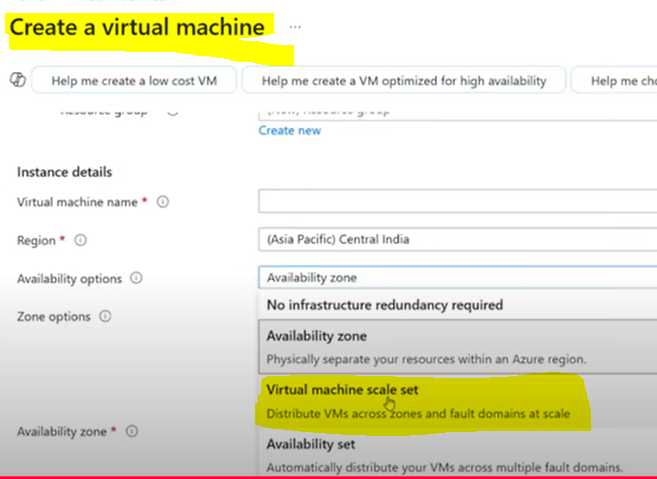 Create a virtual machine ...
Help me create a low cost VM
Help me create a VM optimized for high availability
Help me cho
Resource group
(New) Resource group
Create new
Instance details
Virtual machine name *
Region *
(Asia Pacific) Central India
Availability options
Availability zone
Zone options
No infrastructure redundancy required
Availability zone
Physically separate your resources within an Azure region.
Virtual machine scale set
Distribute VMs across zones and fault domains at scale
Availability zone *
Availability set
Automatically distribute your VMs across multiple fault domains.